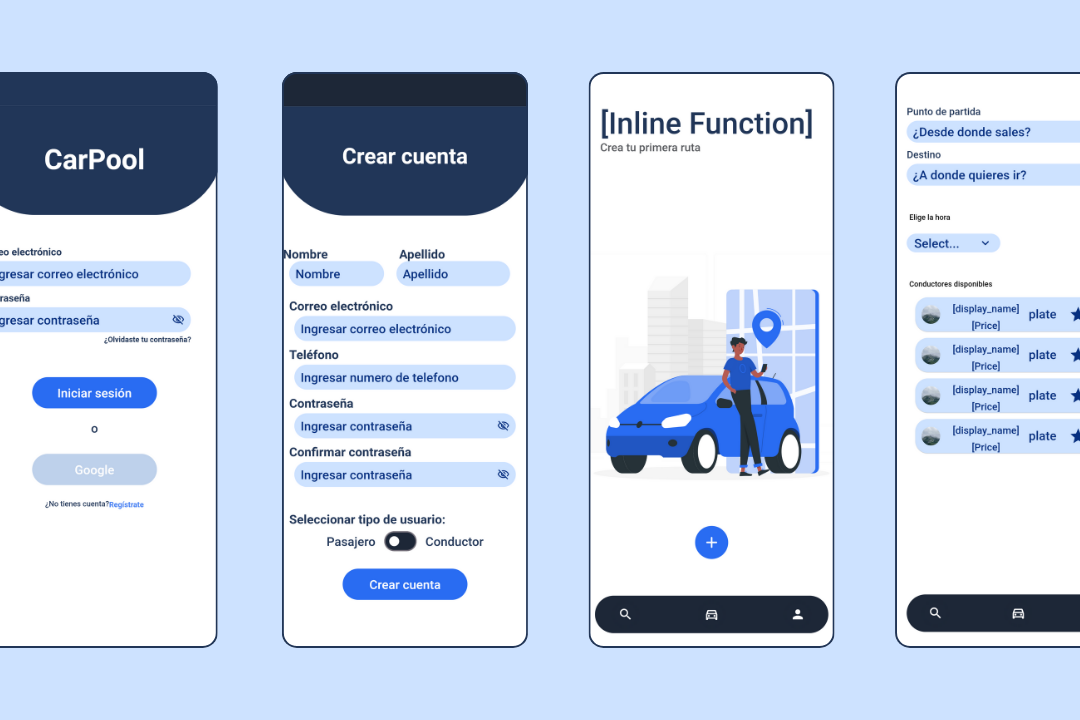 CarPool
eo electrónico
gresar correo electrónico
raseña
gresar contraseña
¿Olvidaste tu contraseña?
Iniciar sesión
o
Google
¿No tienes cuenta?Regístrate
Crear cuenta
Nombre Apellido
Nombre Apellido
Correo electrónico
Ingresar correo electrónico
Teléfono
Ingresar numero de telefono
Contraseña
Ingresar contraseña
Confirmar contraseña
Ingresar contraseña
Seleccionar tipo de usuario:
Pasajero Conductor
Crear cuenta
[Inline Function]
Crea tu primera ruta
+
Punto de partida
¿Desde donde sales?
Destino
¿A donde quieres ir?
Elige la hora
Select...
Conductores disponibles
[display_name] plate
[Price]
[display_name] plate
[Price]
[display_name] plate
[Price]
[display_name] plate
[Price]